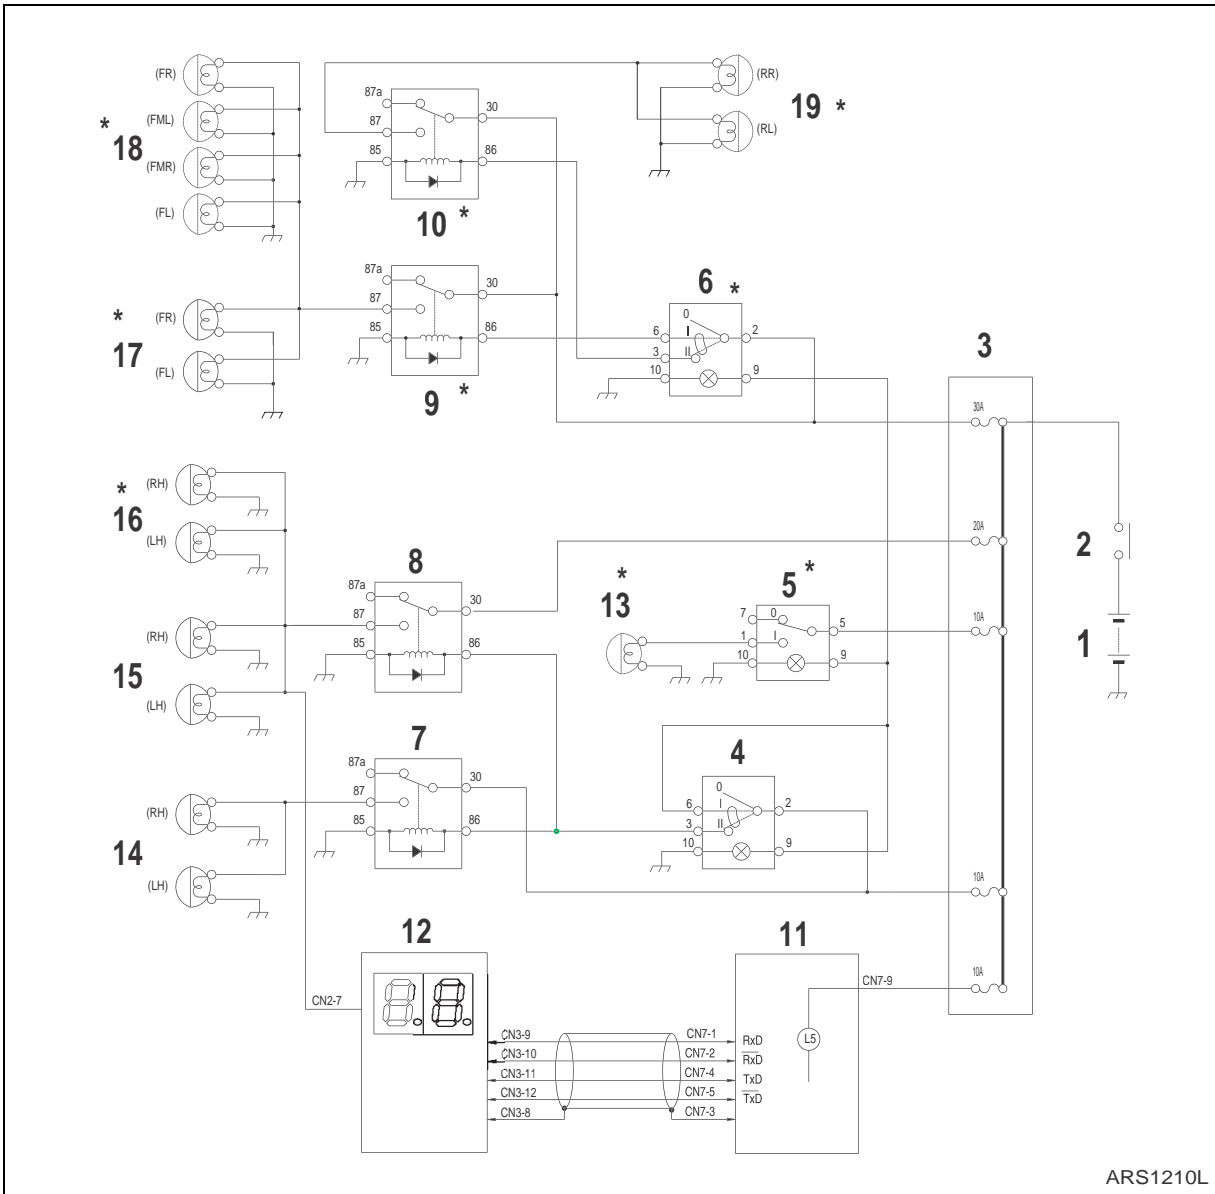 (FR)
(FML)
(FMR)
(FL)
* 18
87a
87
85
30
86
10 *
(RR)
(RL)
19 *
(FR)
(FL)
* 17
87a
87
85
30
86
9 *
6 *
0
I
II
6
3
10
2
9
3
30A
20A
10A
10A
10A
2
1
(RH)
(LH)
* 16
8
87a
87
85
30
86
(RH)
(LH)
15
* 13
5 *
7
1
10
0
I
5
9
7
87a
87
85
30
86
(RH)
(LH)
14
4
0
I
II
6
3
10
2
9
12
CN2-7
11
CN7-9
L5
CN3-9 CN7-1 RxD
CN3-10 CN7-2 R̅x̅D̅
CN3-11 CN7-4 TxD
CN3-12 CN7-5 T̅x̅D̅
CN3-8 CN7-3
ARS1210L